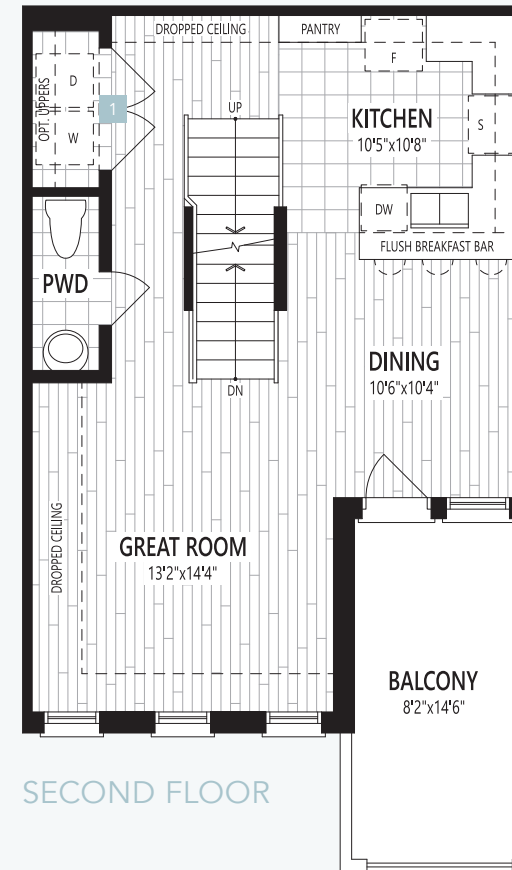 DROPPED CEILING
PANTRY
F
D
OPT. UPPERS
1
W
UP
KITCHEN
10'5"x10'8"
S
DW
FLUSH BREAKFAST BAR
PWD
DINING
10'6"x10'4"
DN
DROPPED CEILING
GREAT ROOM
13'2"x14'4"
BALCONY
8'2"x14'6"
SECOND FLOOR